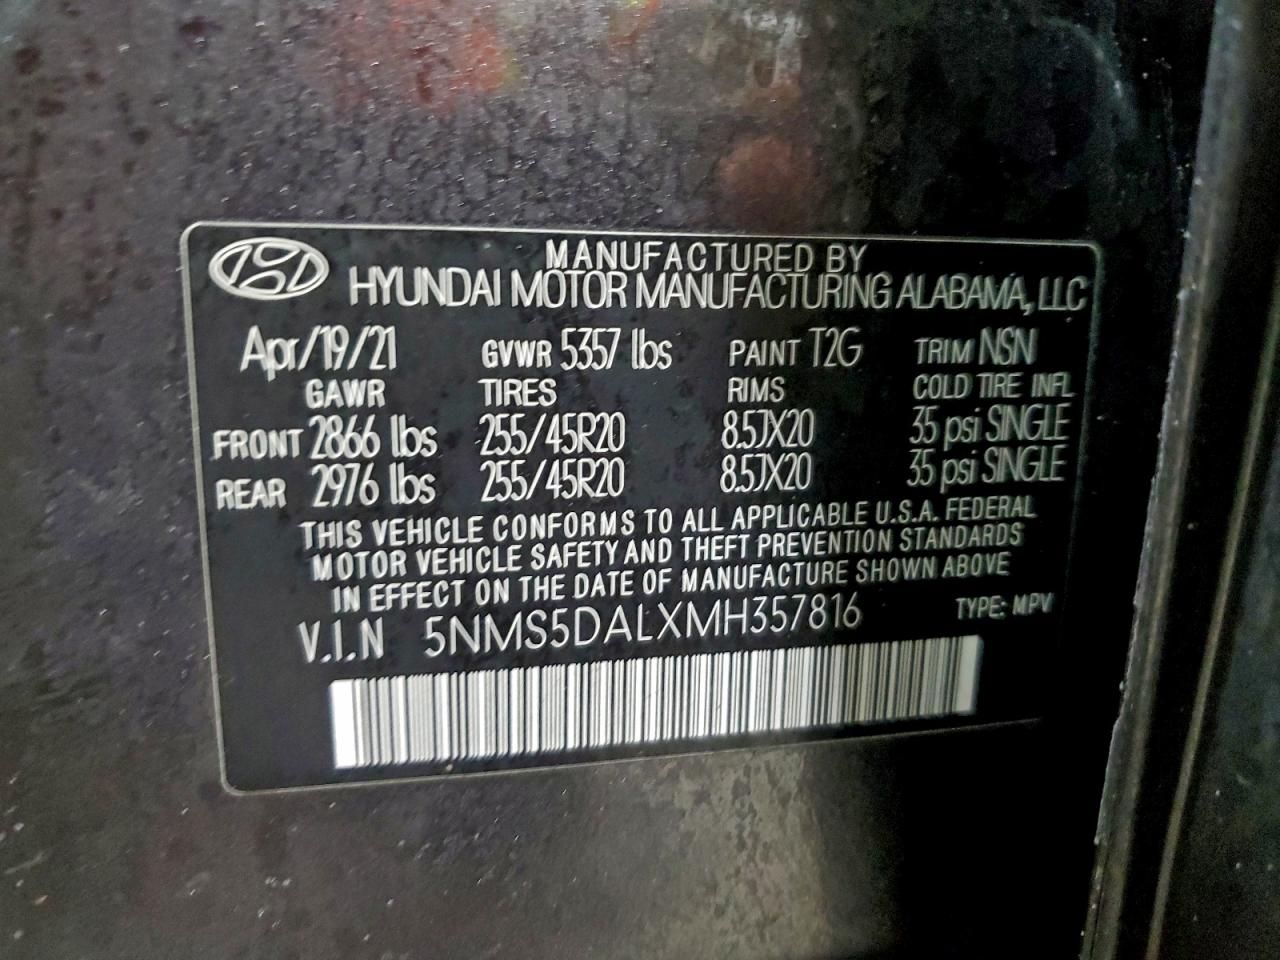 MANUFACTURED BY
HYUNDAI MOTOR MANUFACTURING ALABAMA, LLC
Apr/19/21 GVWR 5357 lbs PAINT T2G TRIM NSN
GAWR TIRES RIMS COLD TIRE INFL
FRONT 2866 lbs 255/45R20 8.5JX20 35 psi SINGLE
REAR 2976 lbs 255/45R20 8.5JX20 35 psi SINGLE
THIS VEHICLE CONFORMS TO ALL APPLICABLE U.S.A. FEDERAL
MOTOR VEHICLE SAFETY AND THEFT PREVENTION STANDARDS
IN EFFECT ON THE DATE OF MANUFACTURE SHOWN ABOVE
V.I.N 5NMS5DALXMH357816 TYPE: MPV